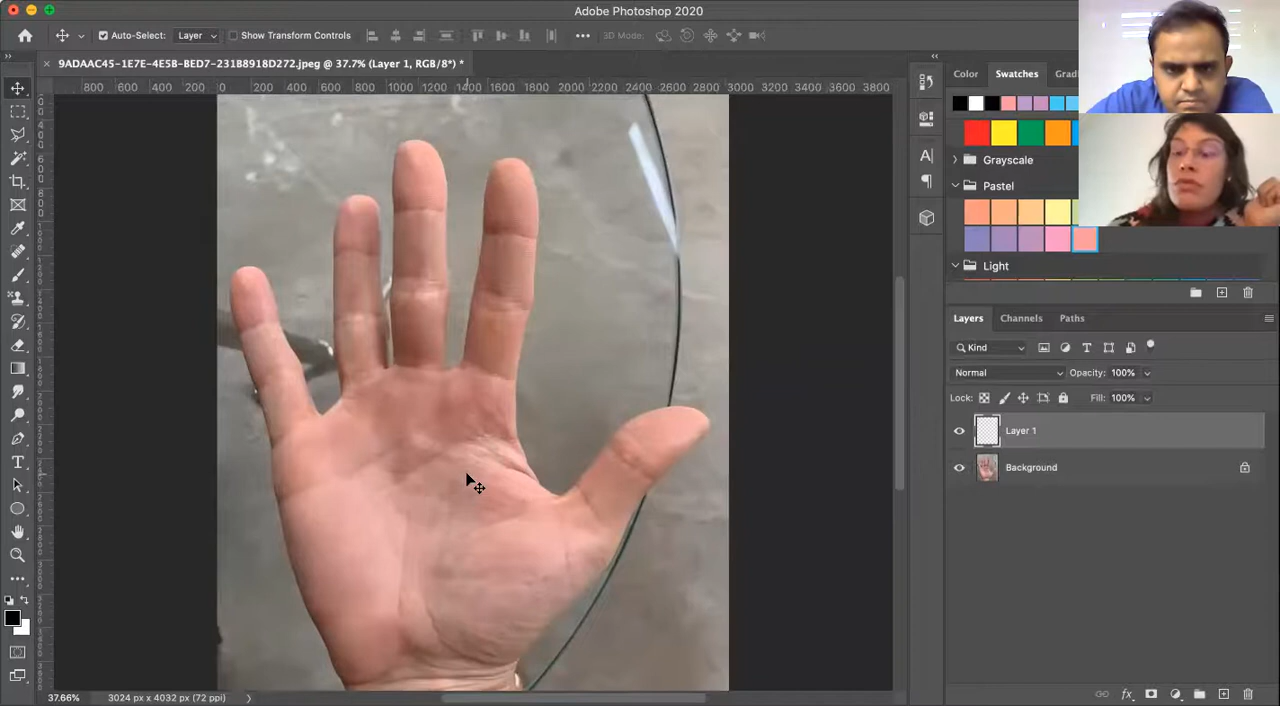 Adobe Photoshop 2020
Auto-Select: Layer Show Transform Controls 3D Mode:
9ADAAC45-1E7E-4E5B-BED7-231B8918D272.jpeg @ 37.7% (Layer 1, RGB/8*) *
Color Swatches Gradi
800 600 400 200 0 200 400 600 800 1000 1200 1400 1600 1800 2000 2200 2400 2600 2800 3000 3200 3400 3600 3800
Grayscale
Pastel
Light
Layers Channels Paths
Kind
Normal Opacity: 100%
Lock: Fill: 100%
Layer 1
Background
37.66% 3024 px x 4032 px (72 ppi)